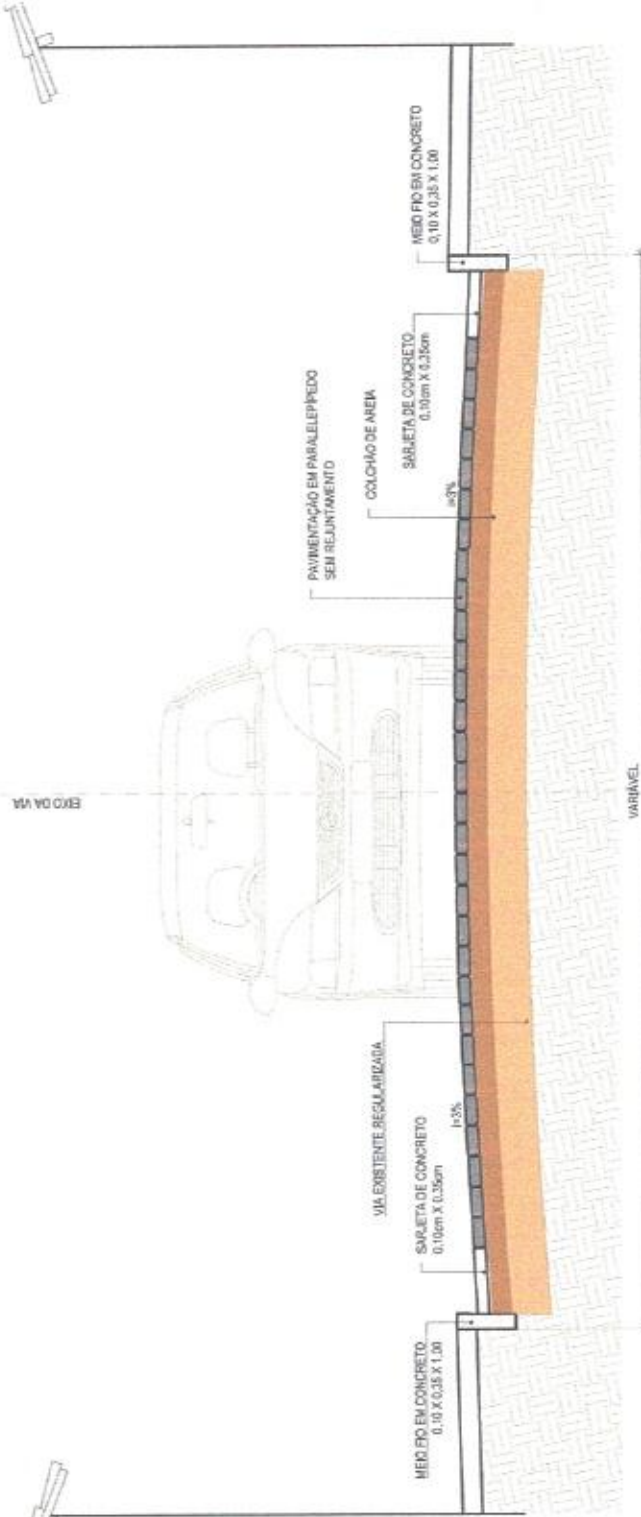 EIXO DA VIA
PAVIMENTAÇÃO EM PARALELEPÍPEDO
SEM REJUNTAMENTO
COLCHÃO DE AREIA
VIA EXISTENTE REGULARIZADA
MEIO FIO EM CONCRETO
0,10 X 0,35 X 1,00
SARJETA DE CONCRETO
0,10cm X 0,35cm
i=3%
i=3%
SARJETA DE CONCRETO
0,10cm X 0,35cm
MEIO FIO EM CONCRETO
0,10 X 0,35 X 1,00
VARIÁVEL